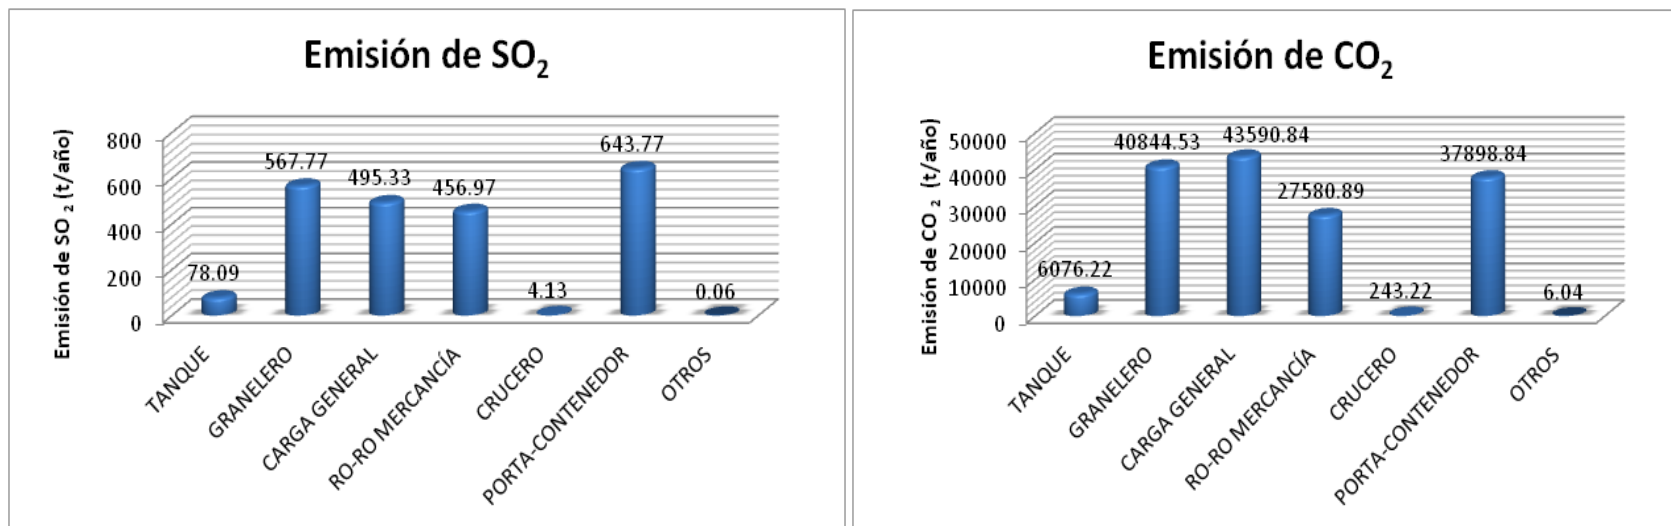 Emisión de SO₂
Emisión de SO₂ (t/año)
800
600
400
200
0
78.09
567.77
495.33
456.97
4.13
643.77
0.06
TANQUE
GRANELERO
CARGA GENERAL
RO-RO MERCANCÍA
CRUCERO
PORTA-CONTENEDOR
OTROS
Emisión de CO₂
Emisión de CO₂ (t/año)
50000
40000
30000
20000
10000
0
6076.22
40844.53
43590.84
27580.89
243.22
37898.84
6.04
TANQUE
GRANELERO
CARGA GENERAL
RO-RO MERCANCÍA
CRUCERO
PORTA-CONTENEDOR
OTROS